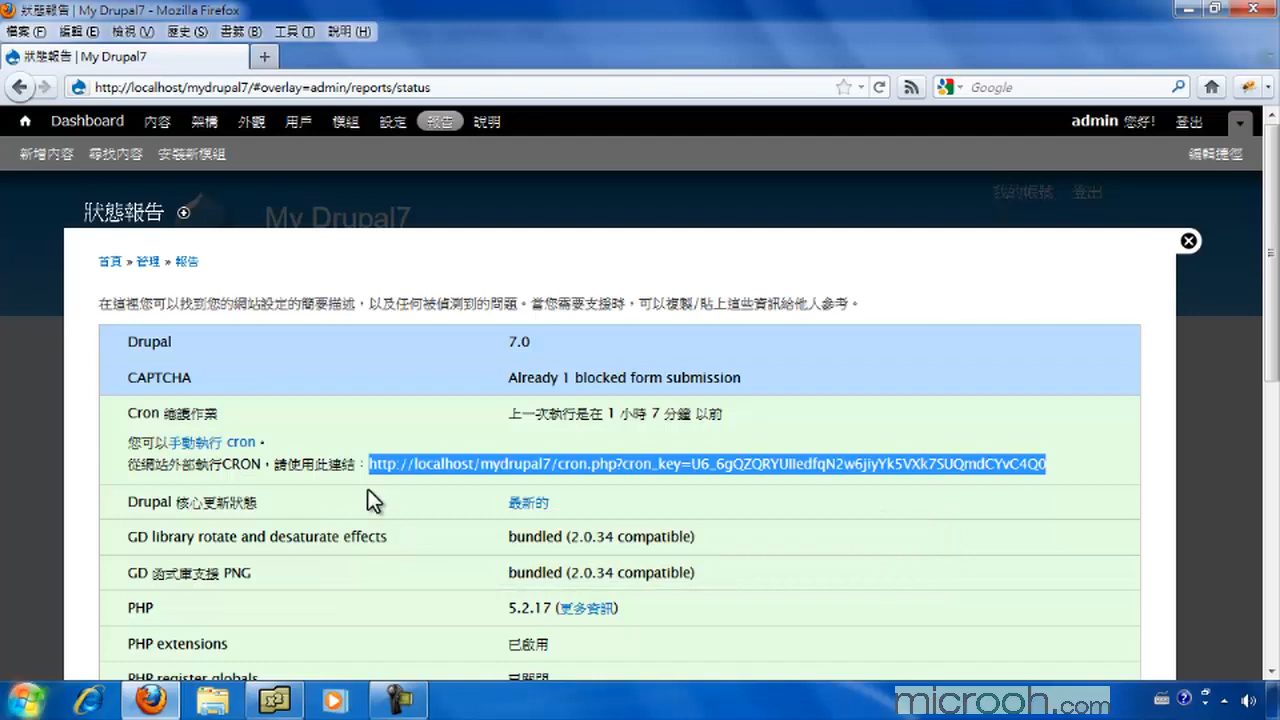 狀態報告 | My Drupal7 - Mozilla Firefox
檔案(F) 編輯(E) 檢視(V) 歷史(S) 書籤(B) 工具(T) 說明(H)
狀態報告 | My Drupal7
http://localhost/mydrupal7/#overlay=admin/reports/status
Google
Dashboard 內容 架構 外觀 用戶 模組 設定 報告 說明 admin 您好! 登出
新增內容 尋找內容 安裝新模組 編輯捷徑
我的帳號 登出
狀態報告 My Drupal7
首頁 » 管理 » 報告
在這裡您可以找到您的網站設定的簡要描述，以及任何被偵測到的問題。當您需要支援時，可以複製/貼上這些資訊給他人參考。
Drupal 7.0
CAPTCHA Already 1 blocked form submission
Cron 維護作業 上一次執行是在 1 小時 7 分鐘 以前
您可以手動執行 cron。
從網站外部執行CRON，請使用此連結：http://localhost/mydrupal7/cron.php?cron_key=U6_6gQZQRYUIledfqN2w6jiyYk5VXk7SUQmdCYvC4Q0
Drupal 核心更新狀態 最新的
GD library rotate and desaturate effects bundled (2.0.34 compatible)
GD 函式庫支援 PNG bundled (2.0.34 compatible)
PHP 5.2.17 (更多資訊)
PHP extensions 已啟用
PHP register globals 已關閉
microoh.com